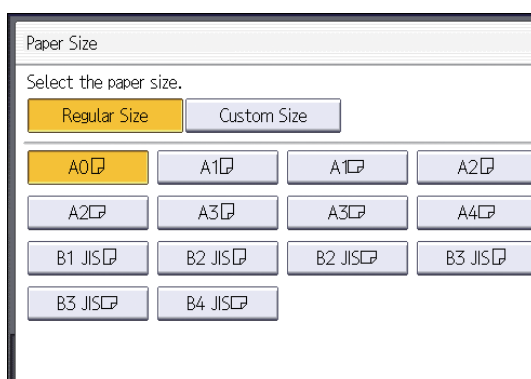 Paper Size
Select the paper size.
Regular Size Custom Size
A0 A1 A1 A2
A2 A3 A3 A4
B1 JIS B2 JIS B2 JIS B3 JIS
B3 JIS B4 JIS